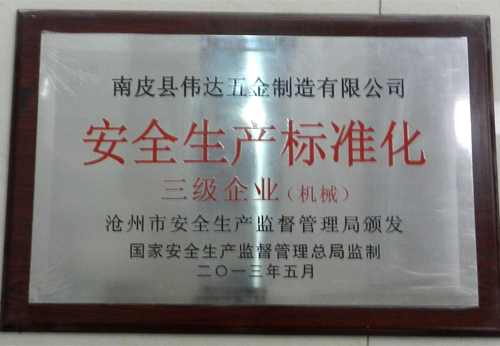 南皮县伟达五金制造有限公司
安全生产标准化
三级企业（机械）
沧州市安全生产监督管理局颁发
国家安全生产监督管理总局监制
二〇一三年五月